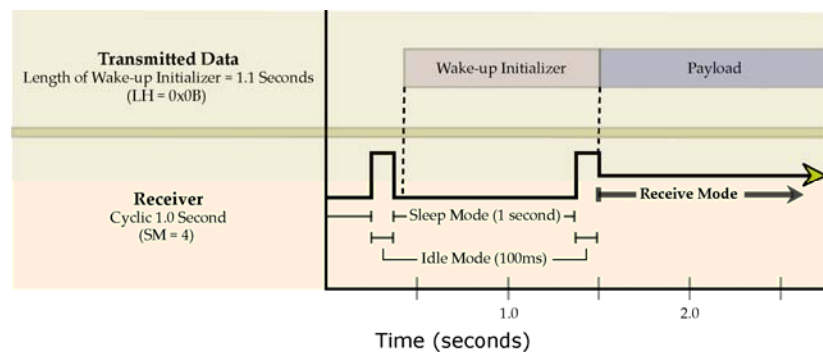 Transmitted Data
Length of Wake-up Initializer = 1.1 Seconds
(LH = 0x0B)
Wake-up Initializer
Payload
Receiver
Cyclic 1.0 Second
(SM = 4)
Receive Mode
Sleep Mode (1 second)
Idle Mode (100ms)
1.0
2.0
Time (seconds)